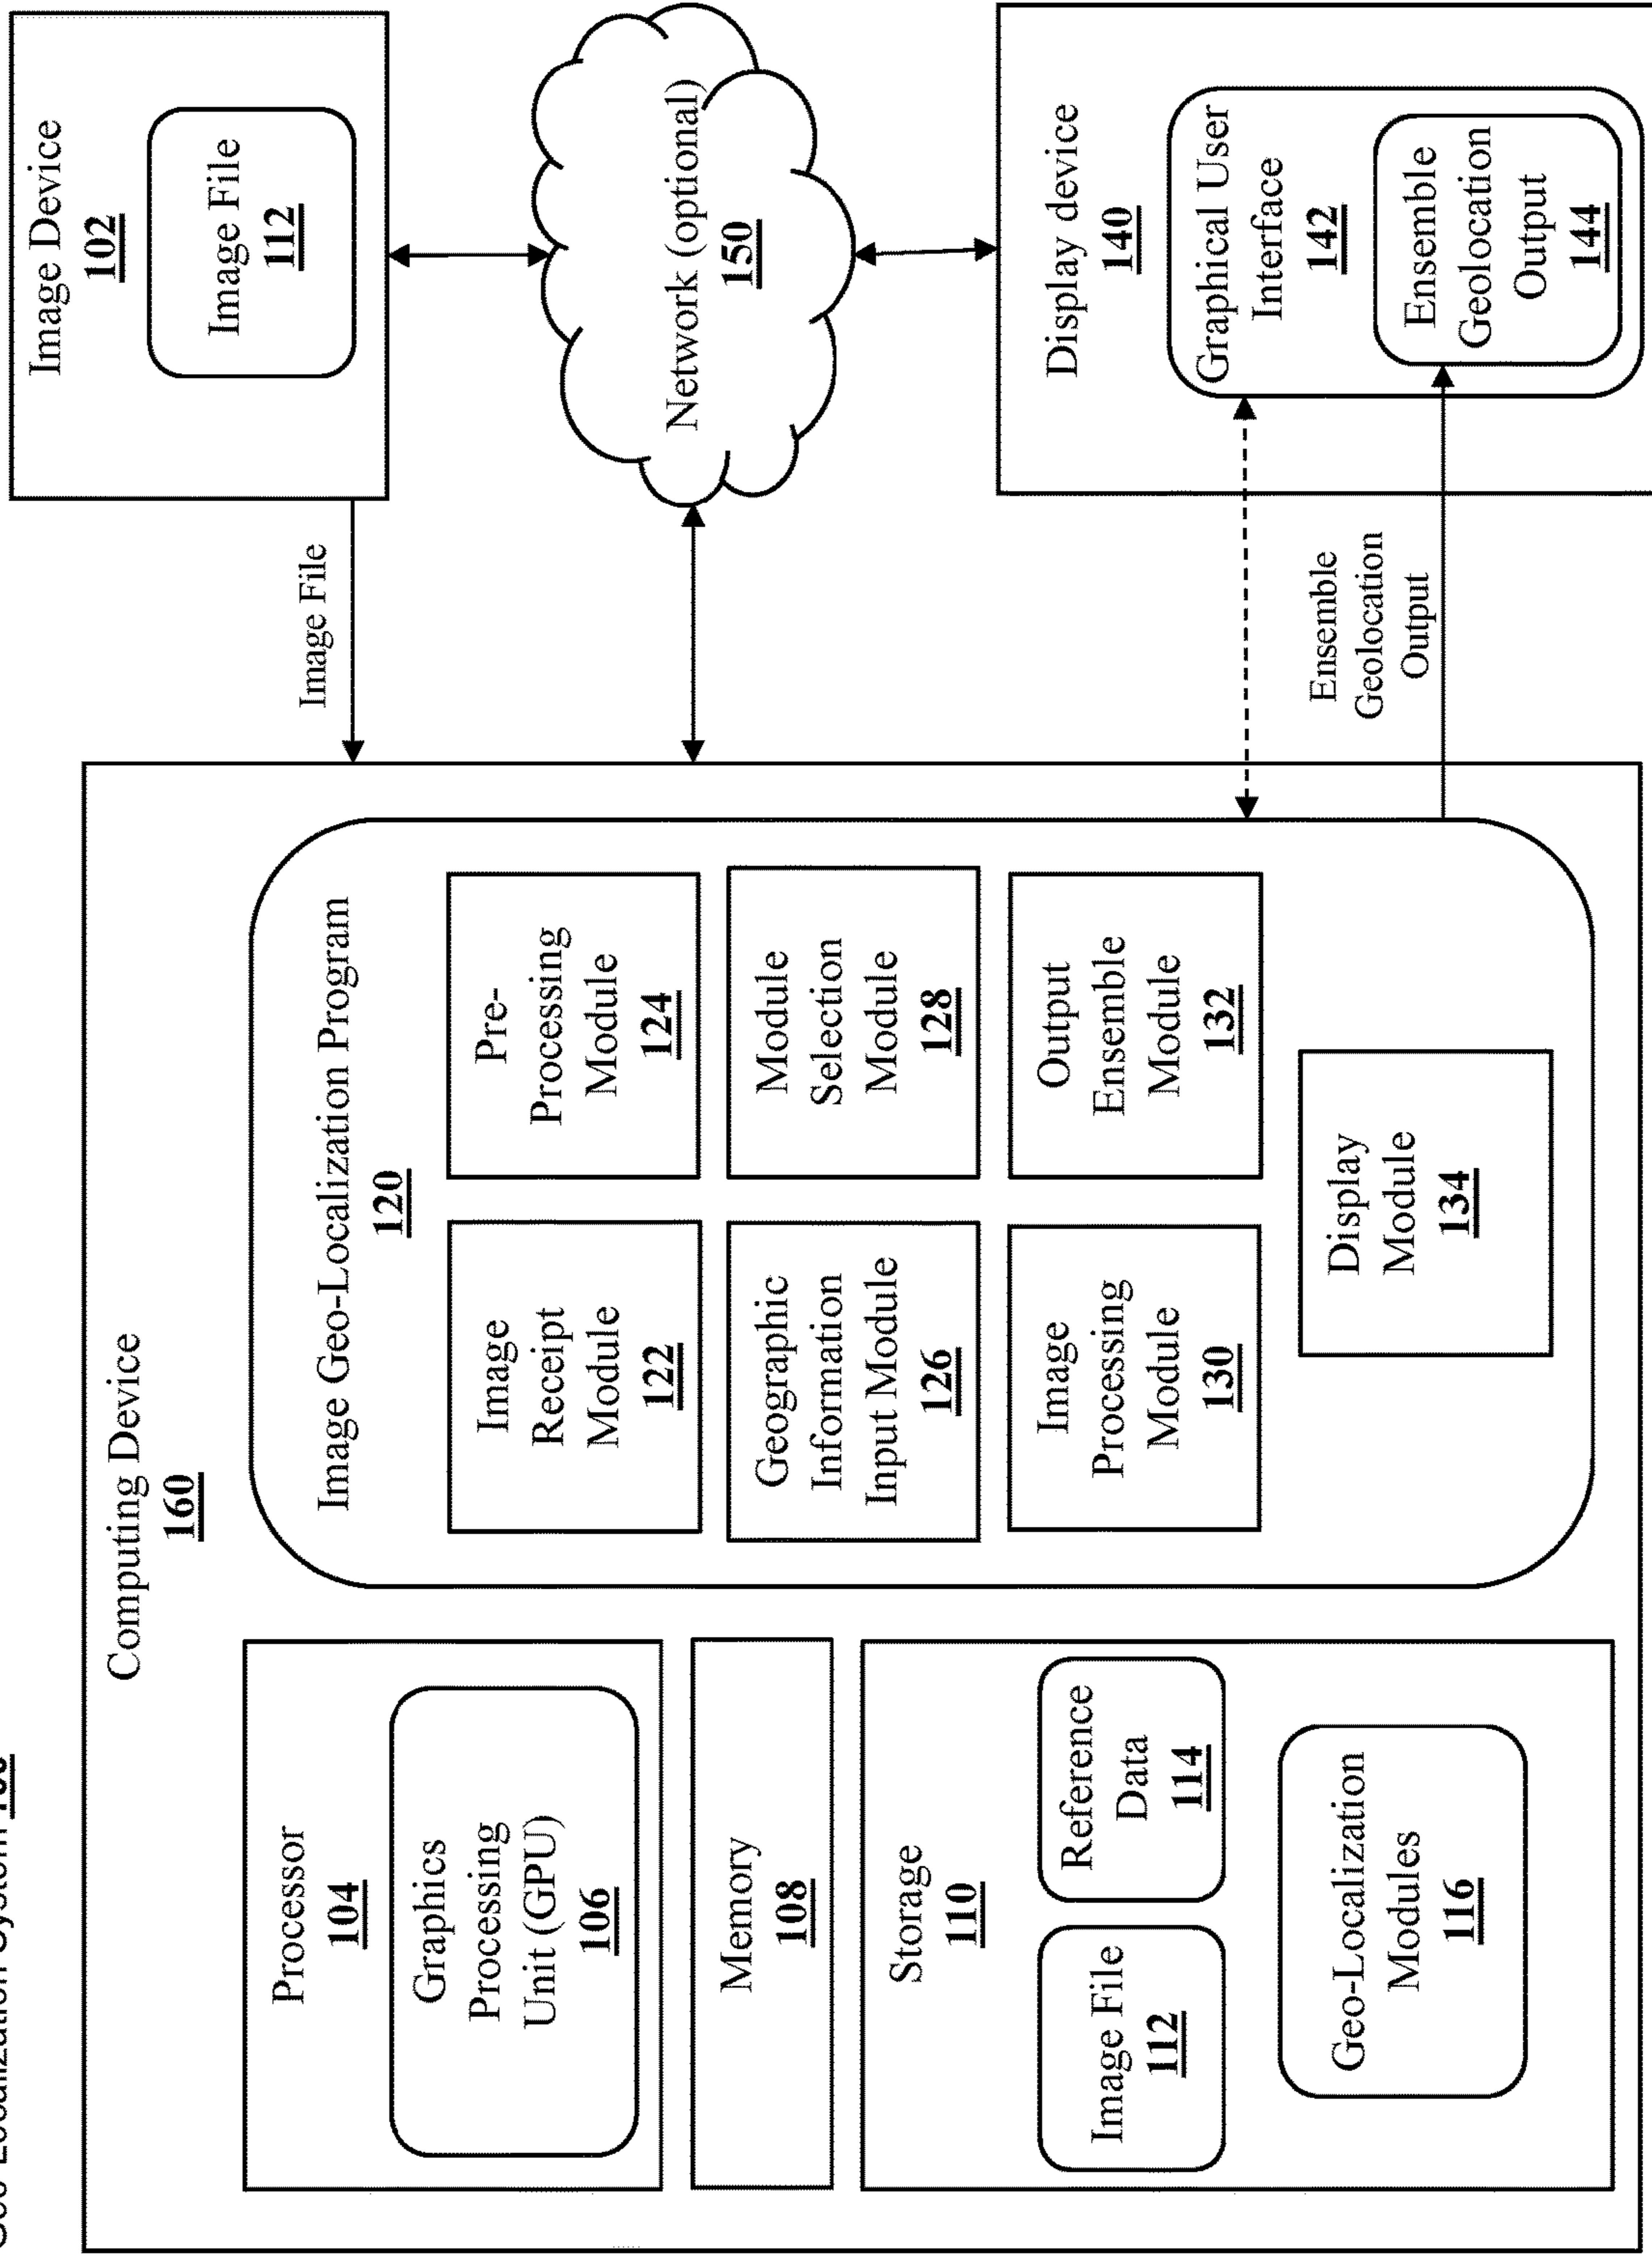 Geo-Localization System
Computing Device
160
Processor
104
Graphics
Processing
Unit (GPU)
106
Memory
108
Storage
110
Image File
112
Reference
Data
114
Geo-Localization
Modules
116
Image Geo-Localization Program
120
Image
Receipt
Module
122
Pre-
Processing
Module
124
Geographic
Information
Input Module
126
Module
Selection
Module
128
Image
Processing
Module
130
Output
Ensemble
Module
132
Display
Module
134
Image File
Ensemble
Geolocation
Output
Image Device
102
Image File
112
Network (optional)
150
Display device
140
Graphical User
Interface
142
Ensemble
Geolocation
Output
144